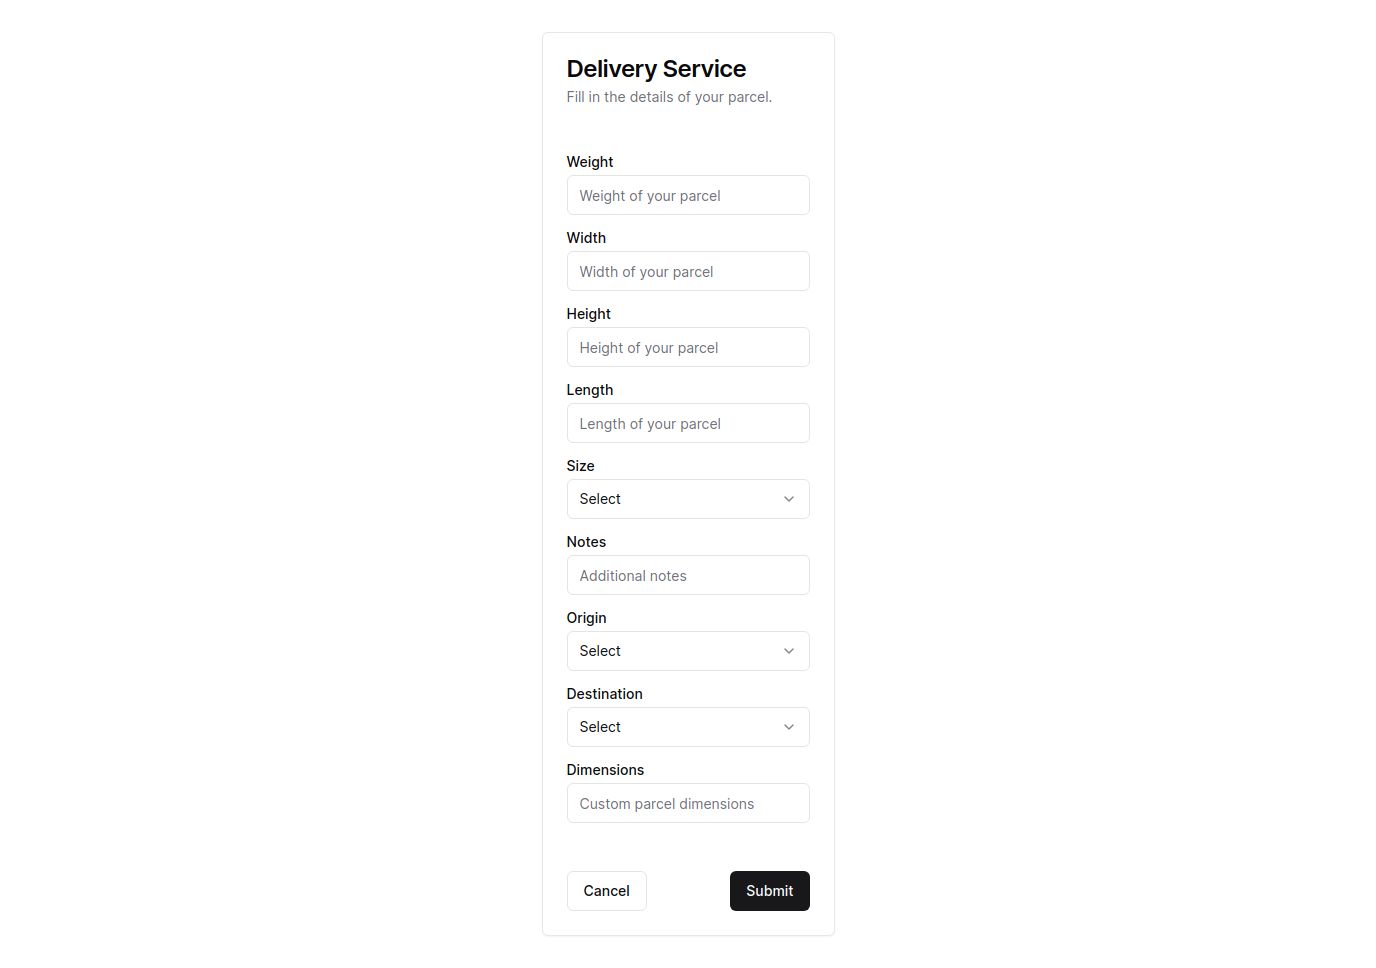 Delivery Service
Fill in the details of your parcel.
Weight
Weight of your parcel
Width
Width of your parcel
Height
Height of your parcel
Length
Length of your parcel
Size
Select
Notes
Additional notes
Origin
Select
Destination
Select
Dimensions
Custom parcel dimensions
Cancel Submit